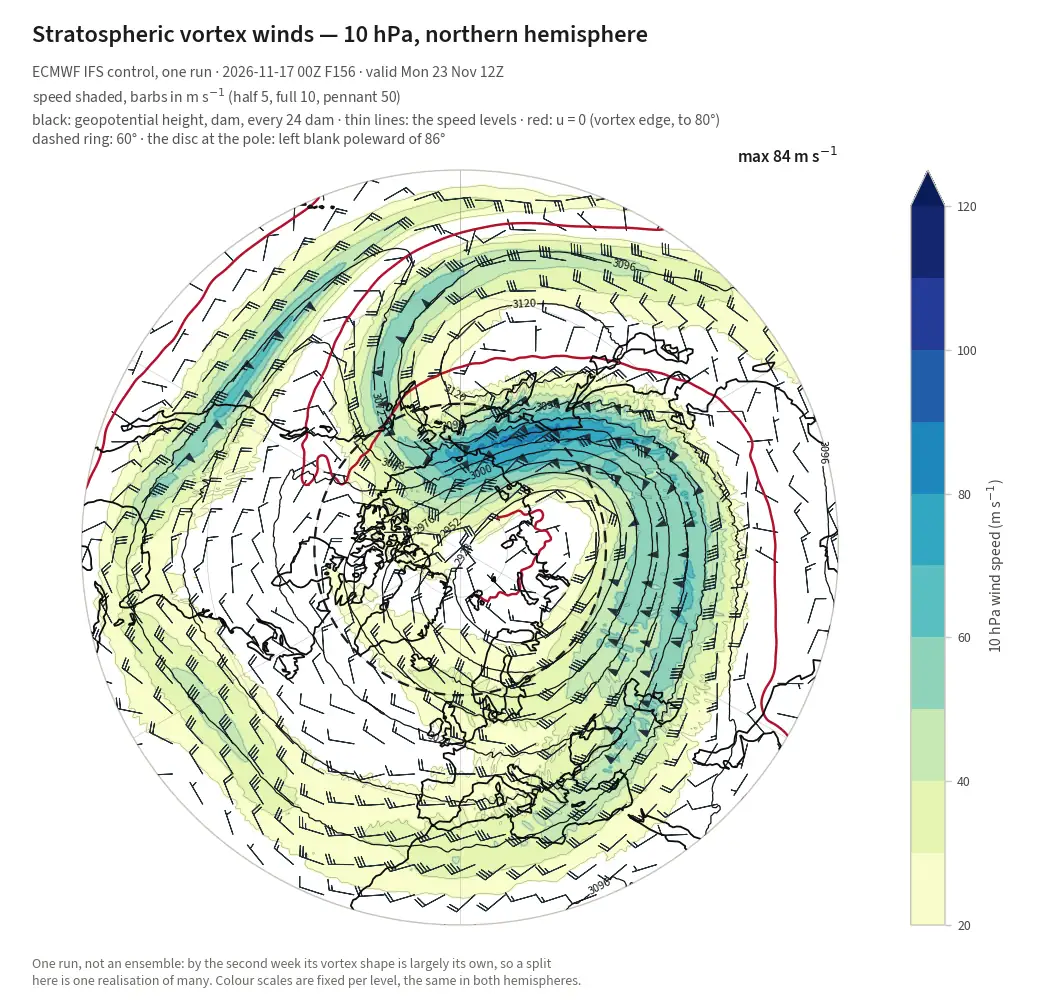 Stratospheric vortex winds — 10 hPa, northern hemisphere
ECMWF IFS control, one run · 2026-11-17 00Z F156 · valid Mon 23 Nov 12Z
speed shaded, barbs in m s⁻¹ (half 5, full 10, pennant 50)
black: geopotential height, dam, every 24 dam · thin lines: the speed levels · red: u = 0 (vortex edge, to 80°)
dashed ring: 60° · the disc at the pole: left blank poleward of 86°
max 84 m s⁻¹
120
100
80
60
40
20
10 hPa wind speed (m s⁻¹)
3096
3120
3120
3096
3000
2976
2952
3096
One run, not an ensemble: by the second week its vortex shape is largely its own, so a split
here is one realisation of many. Colour scales are fixed per level, the same in both hemispheres.